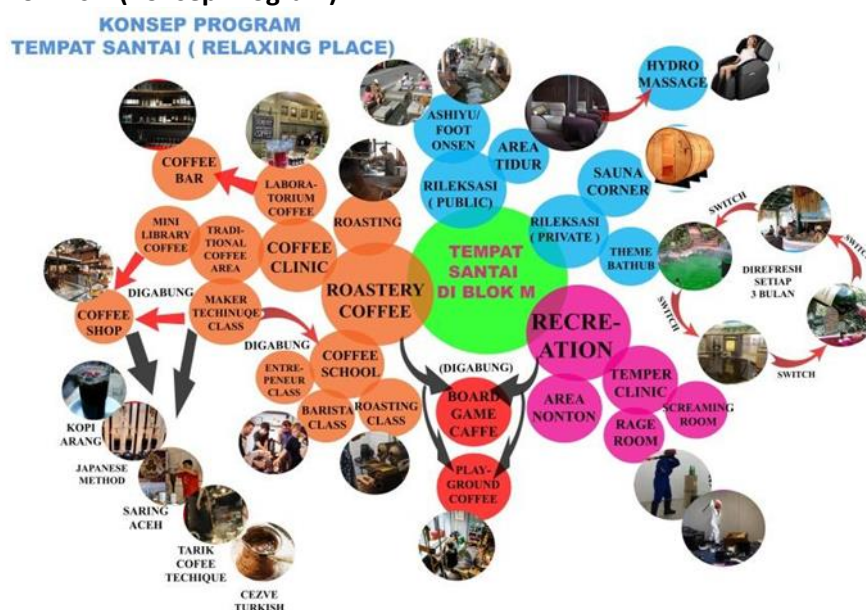 KONSEP PROGRAM
TEMPAT SANTAI ( RELAXING PLACE)
HYDRO
MASSAGE
ASHIYU/
FOOT
ONSEN
AREA
TIDUR
COFFEE
BAR
LABORA-
TORIUM
COFFEE
RILEKSASI
( PUBLIC)
SAUNA
CORNER
MINI
LIBRARY
COFFEE
TRADI-
TIONAL
COFFEE
AREA
ROASTING
COFFEE
CLINIC
RILEKSASI
( PRIVATE )
THEME
BATHUB
SWITCH
SWITCH
SWITCH
SWITCH
DIREFRESH
SETIAP
3 BULAN
TEMPAT
SANTAI
DI BLOK M
ROASTERY
COFFEE
DIGABUNG
COFFEE
SHOP
MAKER
TECHINUQE
CLASS
DIGABUNG
COFFEE
SCHOOL
ENTRE-
PENEUR
CLASS
BARISTA
CLASS
ROASTING
CLASS
RECRE-
ATION
(DIGABUNG)
BOARD
GAME
CAFFE
AREA
NONTON
TEMPER
CLINIC
RAGE
ROOM
SCREAMING
ROOM
PLAY-
GROUND
COFFEE
KOPI
ARANG
JAPANESE
METHOD
SARING
ACEH
TARIK
COFEE
TECHIQUE
CEZVE
TURKISH